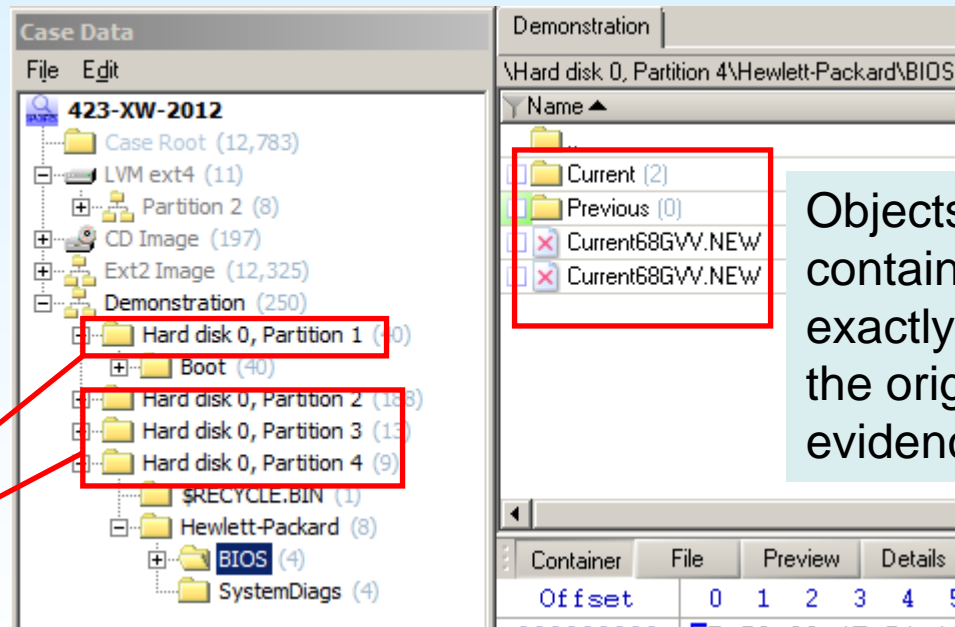 Case Data
File Edit
423-XW-2012
Case Root (12,783)
LVM ext4 (11)
Partition 2 (8)
CD Image (197)
Ext2 Image (12,325)
Demonstration (250)
Hard disk 0, Partition 1 (40)
Boot (40)
Hard disk 0, Partition 2 (188)
Hard disk 0, Partition 3 (13)
Hard disk 0, Partition 4 (9)
$RECYCLE.BIN (1)
Hewlett-Packard (8)
BIOS (4)
SystemDiags (4)
Demonstration
\Hard disk 0, Partition 4\Hewlett-Packard\BIOS
Name
..
Current (2)
Previous (0)
Current68GVV.NEW
Current68GVV.NEW
Objects
contain
exactly
the orig
evidenc
Container File Preview Details
Offset 0 1 2 3 4 5